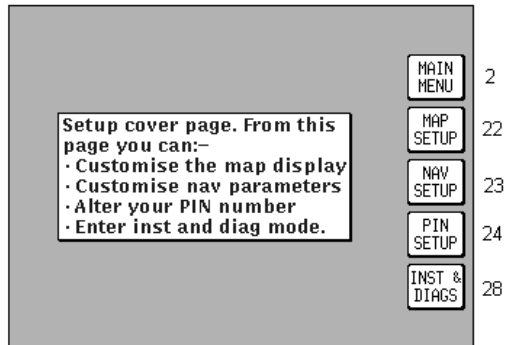 Setup cover page. From this
page you can:-
· Customise the map display
· Customise nav parameters
· Alter your PIN number
· Enter inst and diag mode.
MAIN
MENU
2
MAP
SETUP
22
NAV
SETUP
23
PIN
SETUP
24
INST &
DIAGS
28